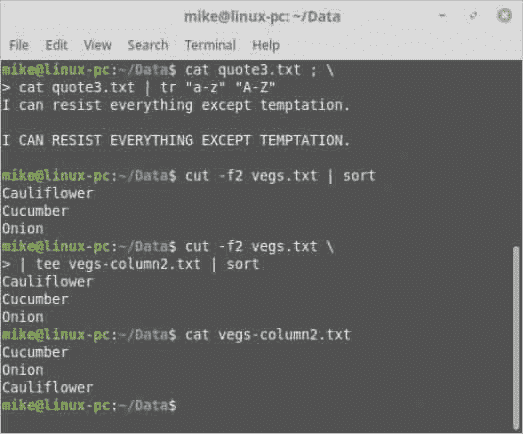 mike@linux-pc: ~/Data
File Edit View Search Terminal Help
mike@linux-pc:~/Data$ cat quote3.txt ; \
> cat quote3.txt | tr "a-z" "A-Z"
I can resist everything except temptation.
I CAN RESIST EVERYTHING EXCEPT TEMPTATION.
mike@linux-pc:~/Data$ cut -f2 vegs.txt | sort
Cauliflower
Cucumber
Onion
mike@linux-pc:~/Data$ cut -f2 vegs.txt \
> | tee vegs-column2.txt | sort
Cauliflower
Cucumber
Onion
mike@linux-pc:~/Data$ cat vegs-column2.txt
Cucumber
Onion
Cauliflower
mike@linux-pc:~/Data$